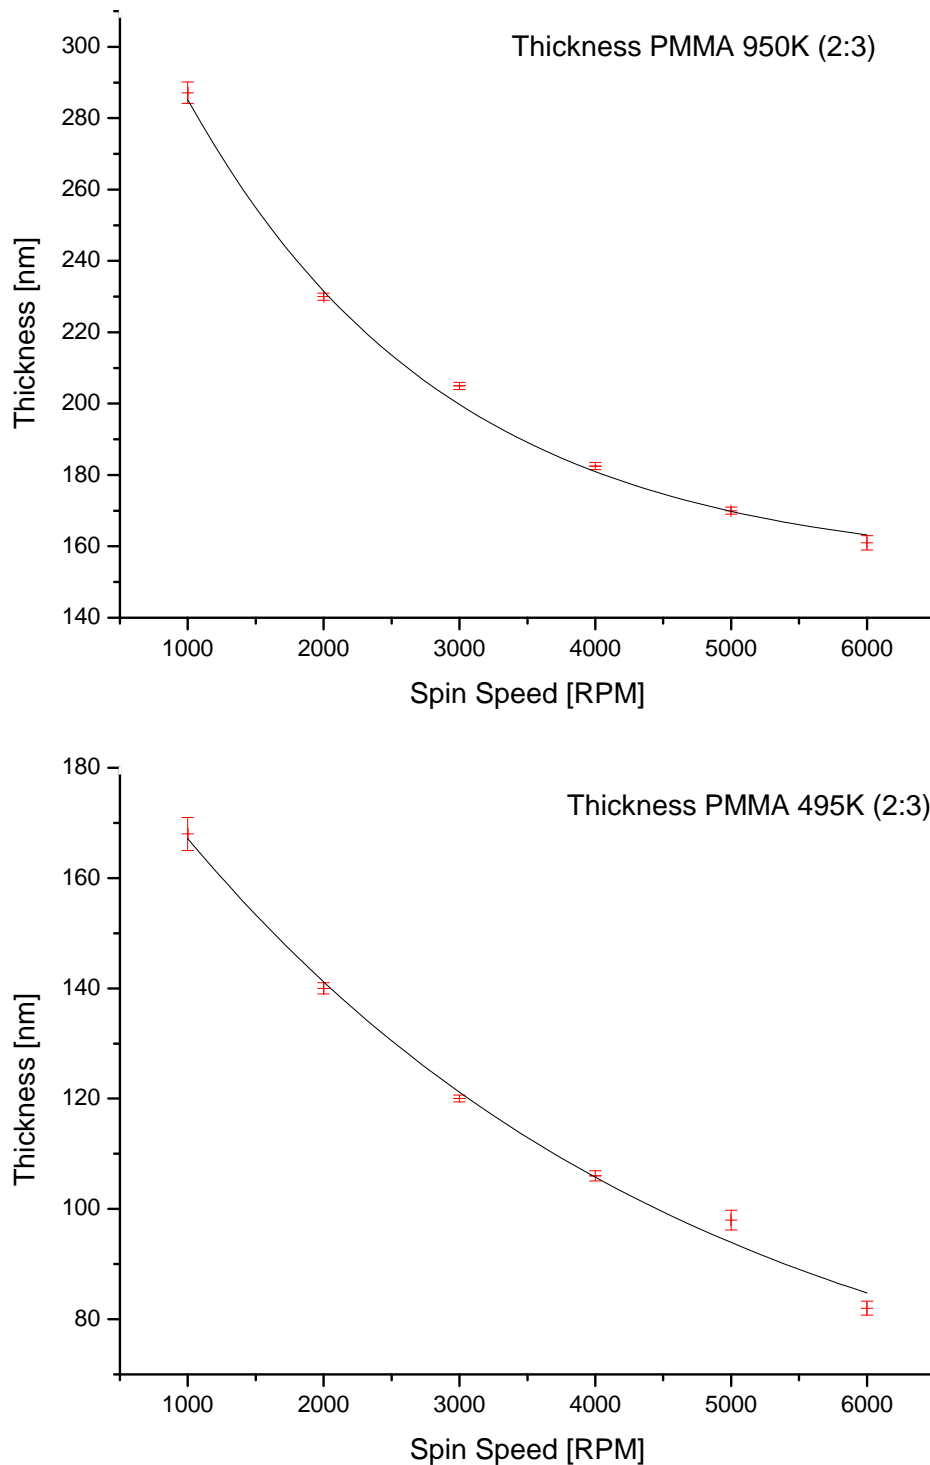 Thickness PMMA 950K (2:3)
300
280
260
240
220
200
180
160
140
Thickness [nm]
1000 2000 3000 4000 5000 6000
Spin Speed [RPM]
Thickness PMMA 495K (2:3)
180
160
140
120
100
80
Thickness [nm]
1000 2000 3000 4000 5000 6000
Spin Speed [RPM]